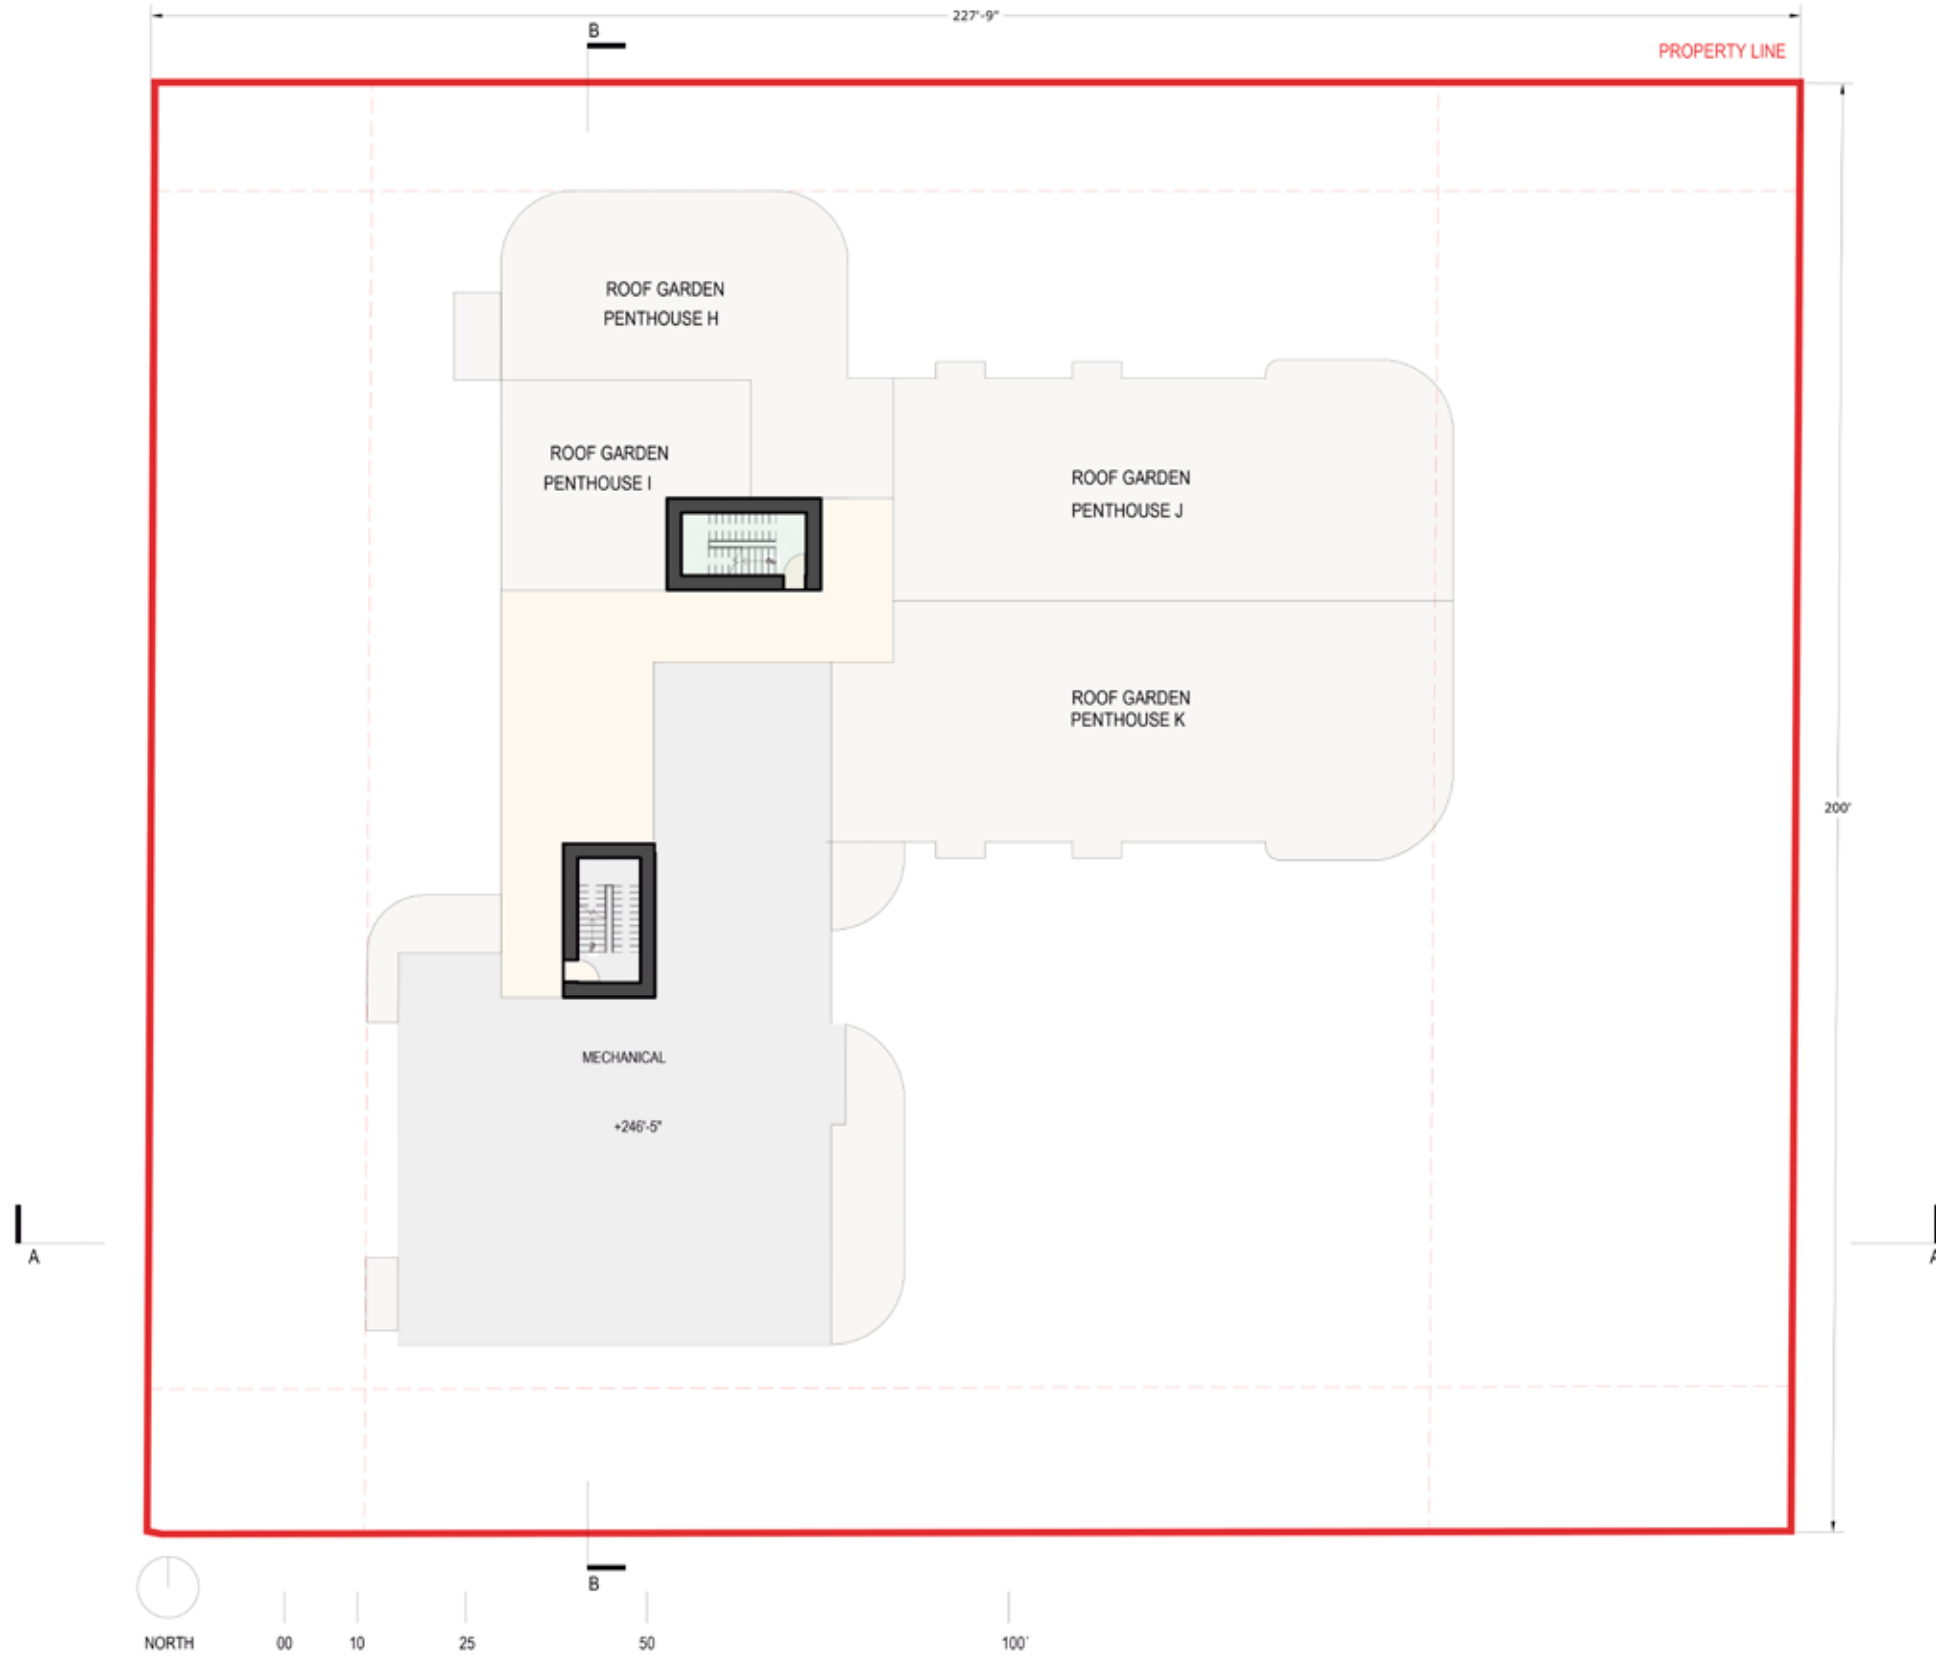 227'-9"
B
PROPERTY LINE
ROOF GARDEN
PENTHOUSE H
ROOF GARDEN
PENTHOUSE I
ROOF GARDEN
PENTHOUSE J
ROOF GARDEN
PENTHOUSE K
200'
MECHANICAL
+246'-5"
A
A
B
NORTH
00
10
25
50
100'